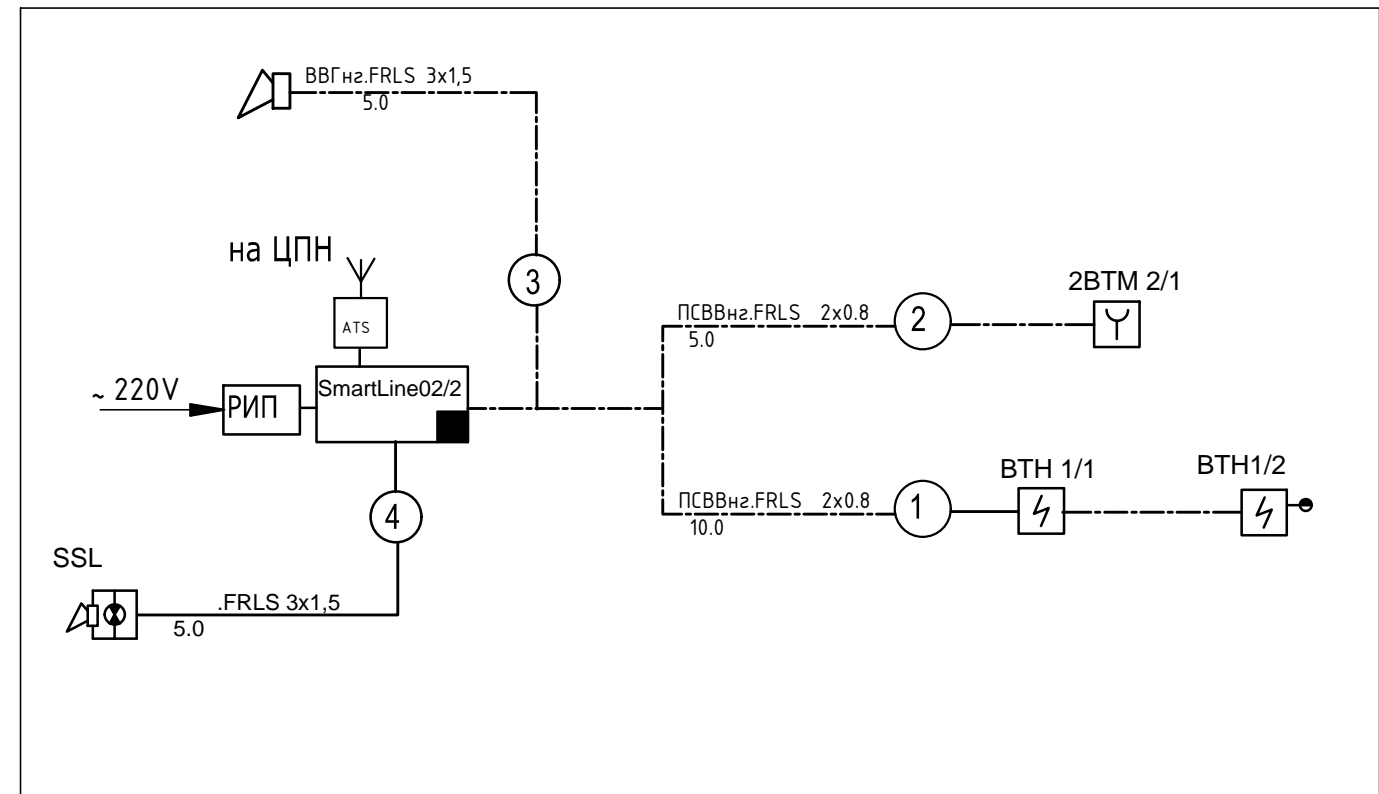 ВВГнг.FRLS 3х1,5
5.0
на ЦПН
3
2ВТМ 2/1
ПСВВнг.FRLS 2х0.8
2
5.0
ATS
SmartLine02/2
~ 220V
РИП
ВТН 1/1
ВТН1/2
ПСВВнг.FRLS 2х0.8
1
10.0
4
SSL
.FRLS 3x1,5
5.0